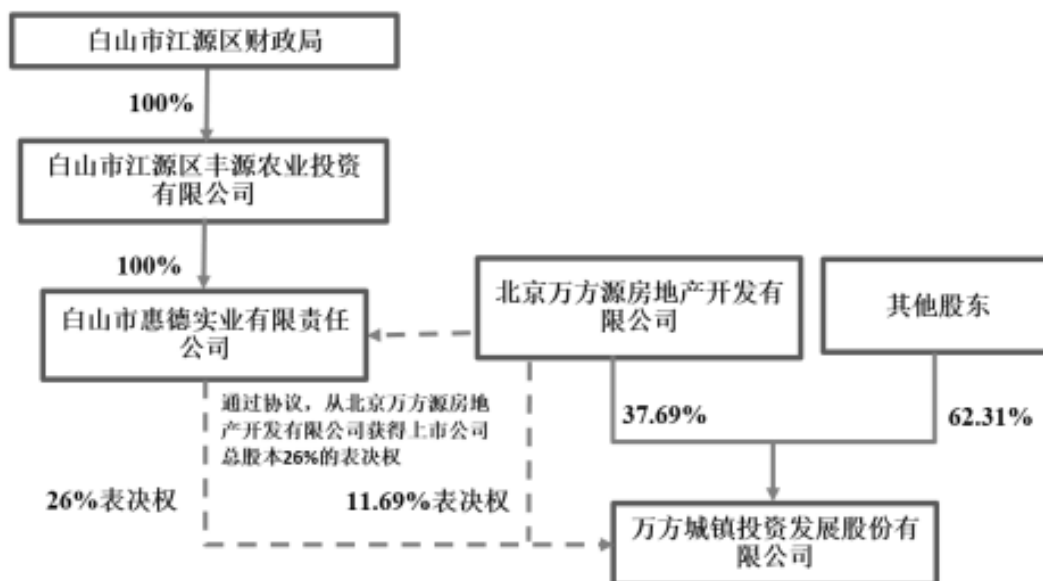 白山市江源区财政局
100%
白山市江源区丰源农业投资
有限公司
100%
白山市惠德实业有限责任
公司
北京万方源房地产开发有
限公司
其他股东
通过协议，从北京万方源房地
产开发有限公司获得上市公司
总股本26%的表决权
37.69%
62.31%
26%表决权
11.69%表决权
万方城镇投资发展股份有
限公司